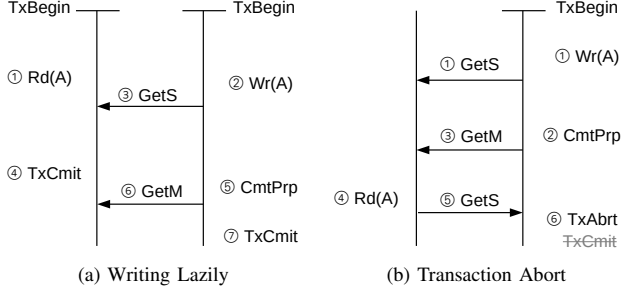 TxBegin TxBegin TxBegin
① Rd(A)
③ GetS
② Wr(A)
④ TxCmit
⑥ GetM
⑤ CmtPrp
⑦ TxCmit
(a) Writing Lazily
① GetS
① Wr(A)
③ GetM
② CmtPrp
④ Rd(A)
⑤ GetS
⑥ TxAbrt
TxCmit
(b) Transaction Abort